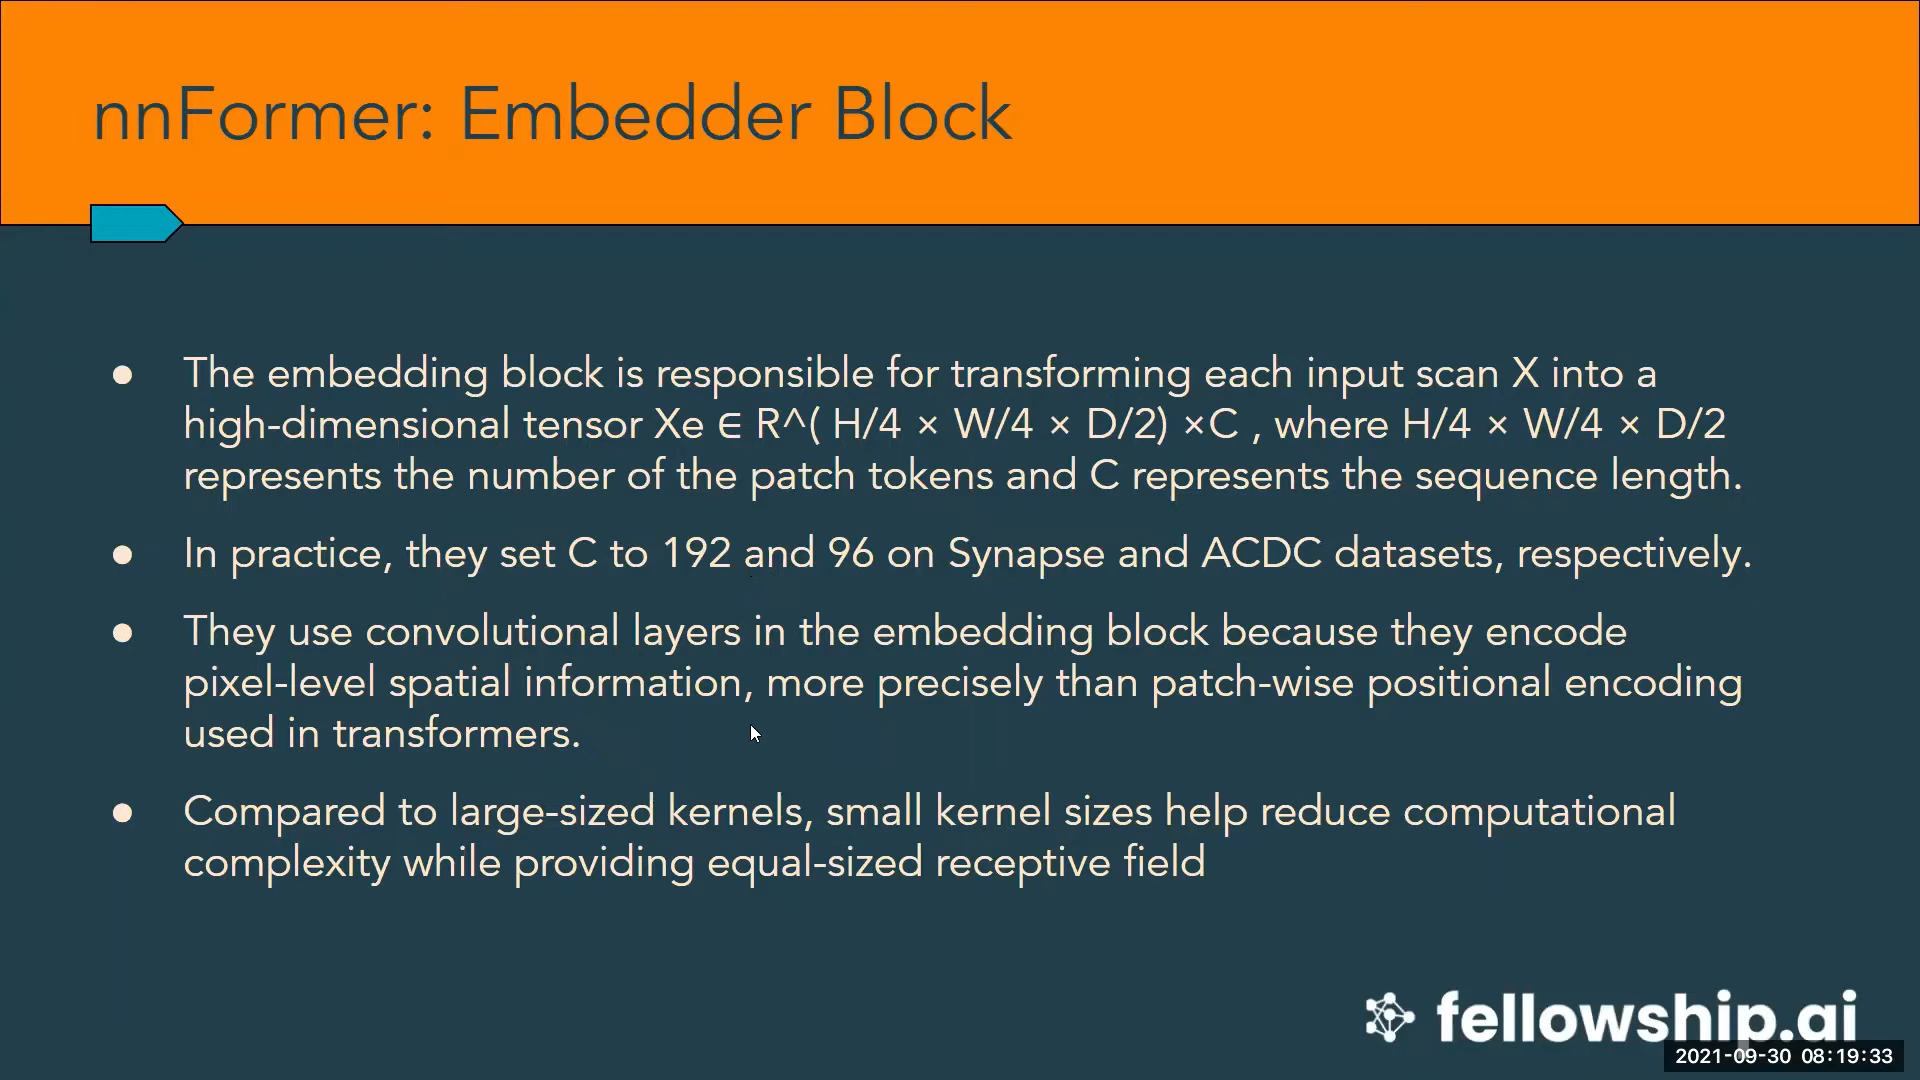 nnFormer: Embedder Block
● The embedding block is responsible for transforming each input scan X into a
high-dimensional tensor Xe ∈ R^( H/4 × W/4 × D/2) ×C , where H/4 × W/4 × D/2
represents the number of the patch tokens and C represents the sequence length.
● In practice, they set C to 192 and 96 on Synapse and ACDC datasets, respectively.
● They use convolutional layers in the embedding block because they encode
pixel-level spatial information, more precisely than patch-wise positional encoding
used in transformers.
● Compared to large-sized kernels, small kernel sizes help reduce computational
complexity while providing equal-sized receptive field
fellowship.ai
2021-09-30 08:19:33